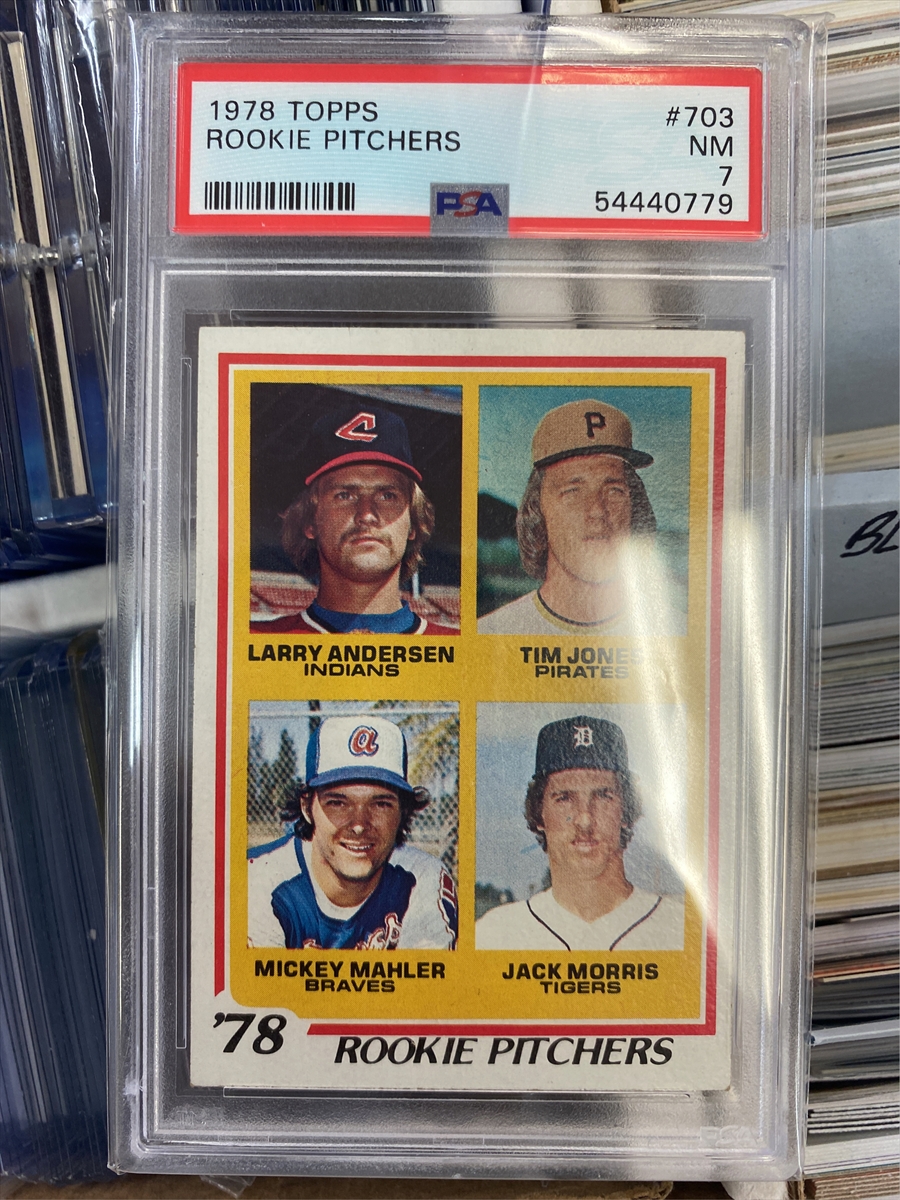 1978 TOPPS #703
ROOKIE PITCHERS NM
7
PSA 54440779
C P
LARRY ANDERSEN TIM JONES
INDIANS PIRATES
a D
MICKEY MAHLER JACK MORRIS
BRAVES TIGERS
'78 ROOKIE PITCHERS
BL